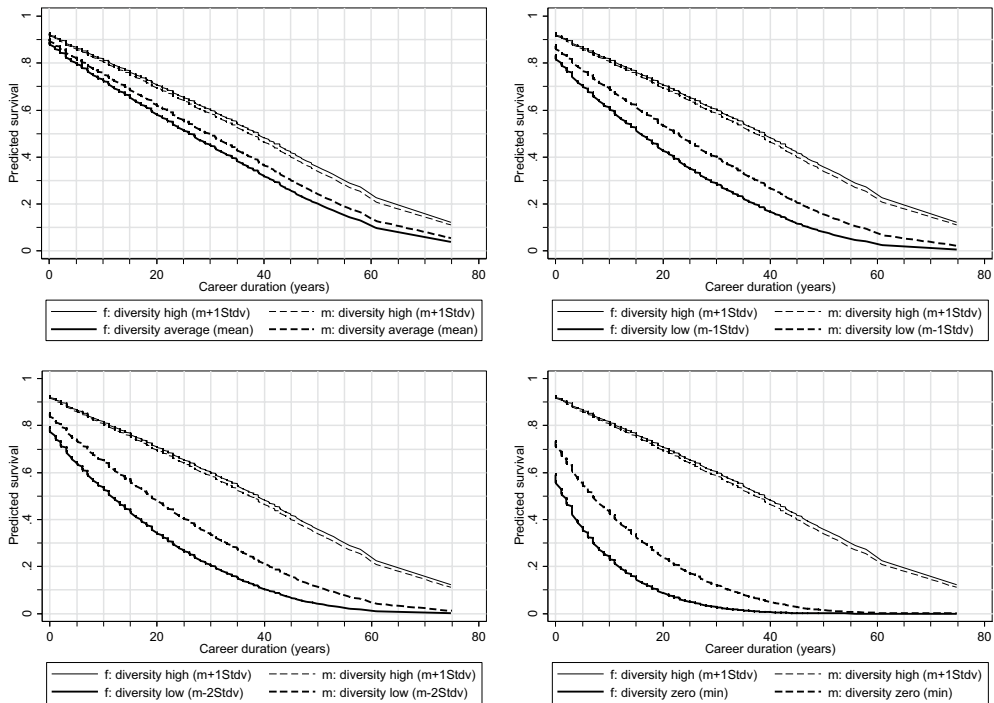 Predicted survival
0 .2 .4 .6 .8 1
0 20 40 60 80
Career duration (years)
f: diversity high (m+1Stdv) m: diversity high (m+1Stdv)
f: diversity average (mean) m: diversity average (mean)
Predicted survival
0 .2 .4 .6 .8 1
0 20 40 60 80
Career duration (years)
f: diversity high (m+1Stdv) m: diversity high (m+1Stdv)
f: diversity low (m-1Stdv) m: diversity low (m-1Stdv)
Predicted survival
0 .2 .4 .6 .8 1
0 20 40 60 80
Career duration (years)
f: diversity high (m+1Stdv) m: diversity high (m+1Stdv)
f: diversity low (m-2Stdv) m: diversity low (m-2Stdv)
Predicted survival
0 .2 .4 .6 .8 1
0 20 40 60 80
Career duration (years)
f: diversity high (m+1Stdv) m: diversity high (m+1Stdv)
f: diversity zero (min) m: diversity zero (min)